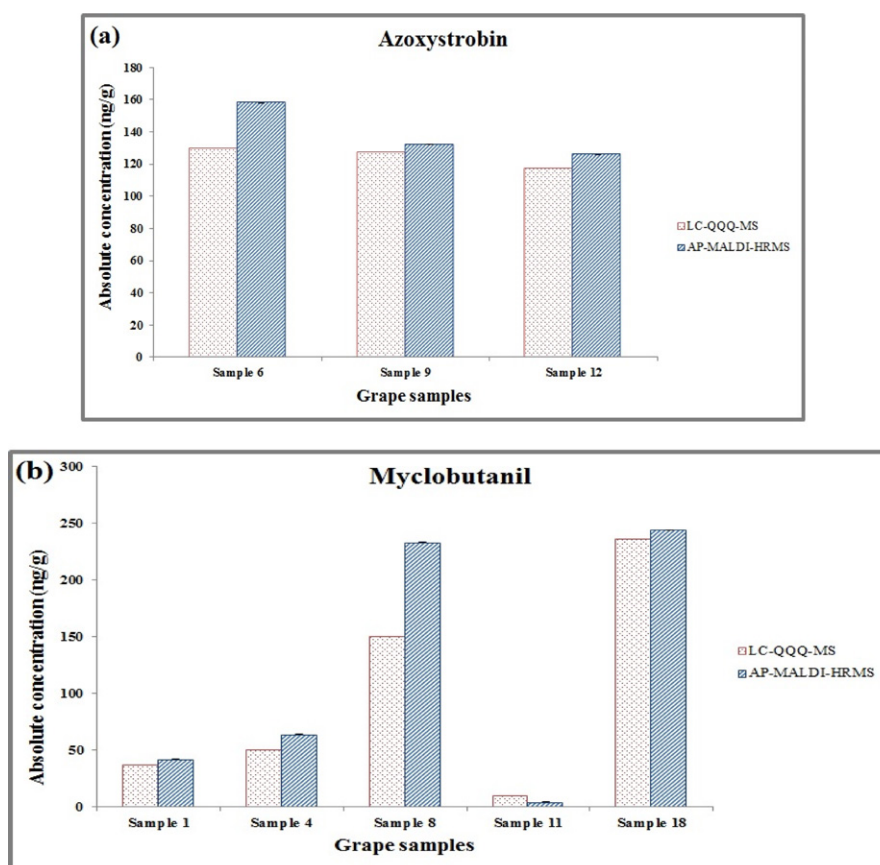 (a)
Azoxystrobin
Absolute concentration (ng/g)
180
160
140
120
100
80
60
40
20
0
Sample 6 Sample 9 Sample 12
Grape samples
LC-QQQ-MS
AP-MALDI-HRMS
(b)
Myclobutanil
Absolute concentration (ng/g)
300
250
200
150
100
50
0
Sample 1 Sample 4 Sample 8 Sample 11 Sample 18
Grape samples
LC-QQQ-MS
AP-MALDI-HRMS